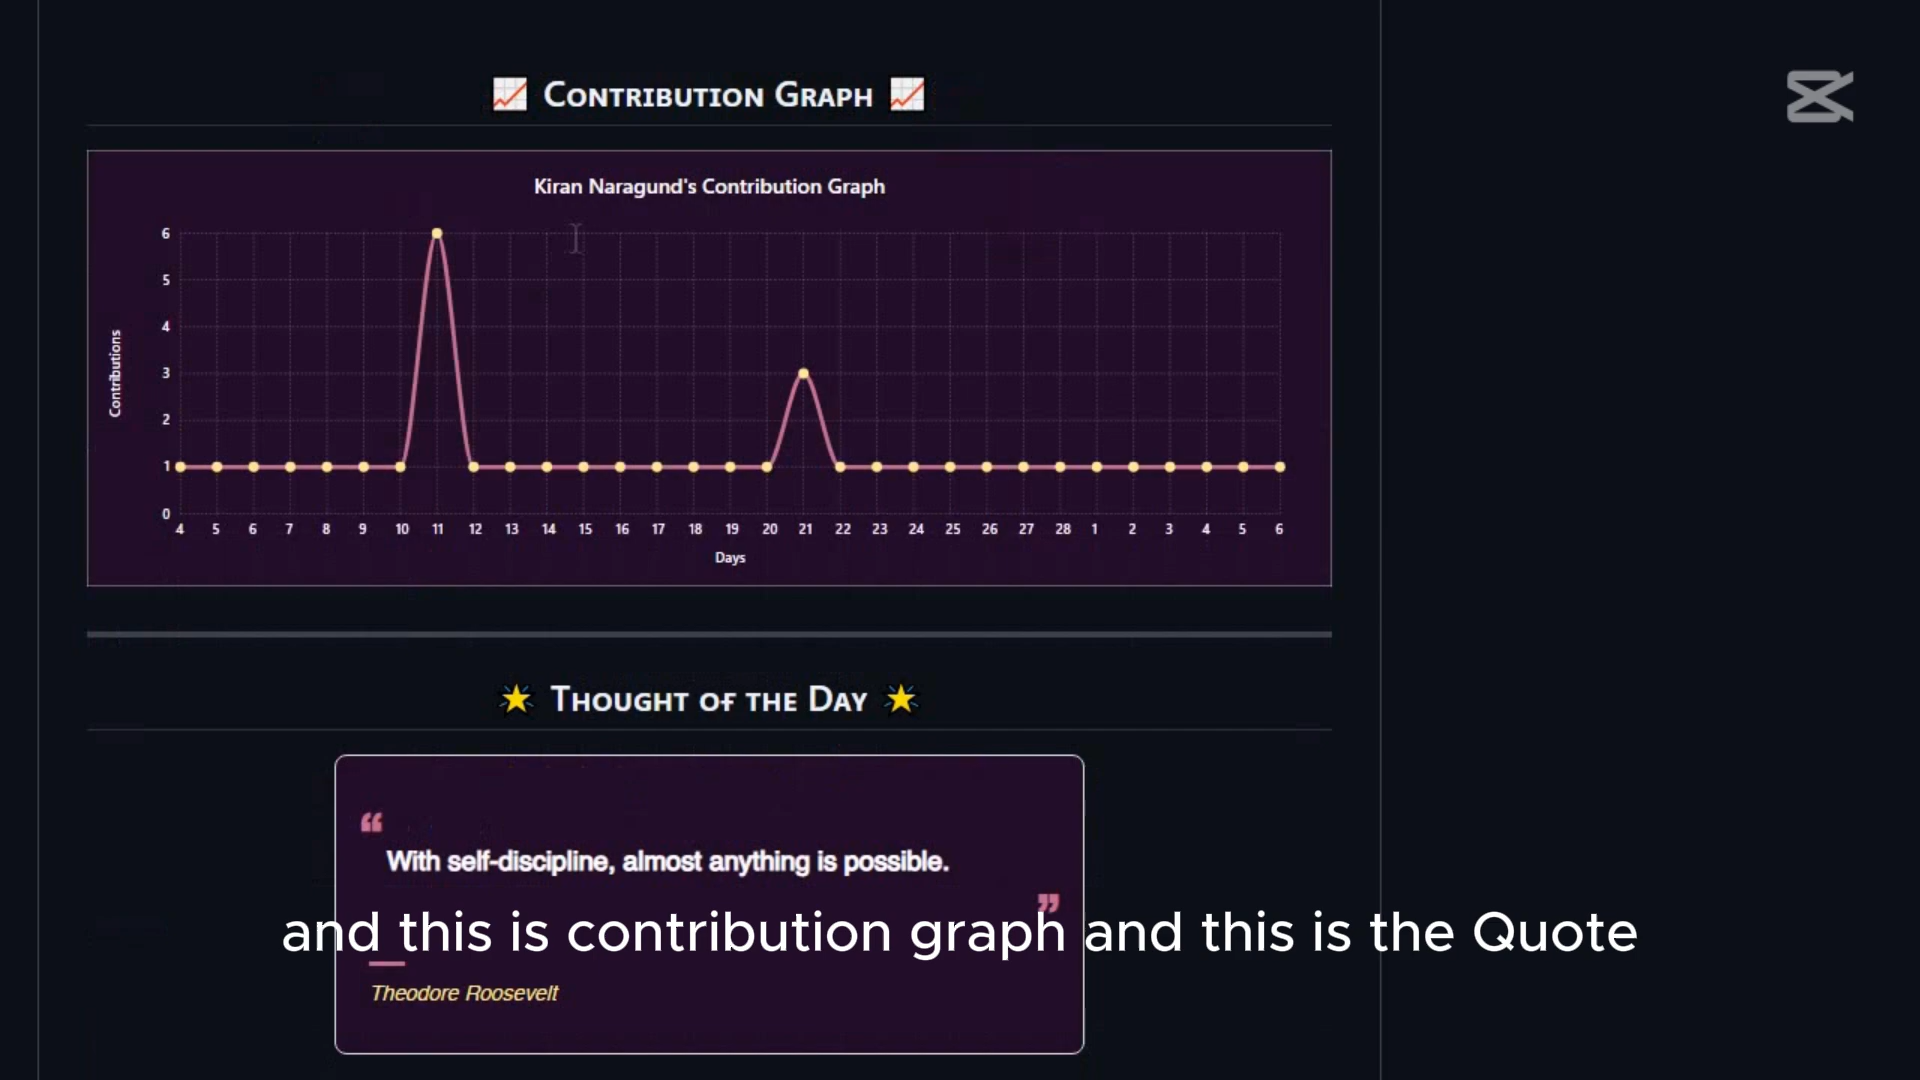 📈 Contribution Graph 📈
Kiran Naragund's Contribution Graph
6
5
4
3
2
1
0
Contributions
4 5 6 7 8 9 10 11 12 13 14 15 16 17 18 19 20 21 22 23 24 25 26 27 28 1 2 3 4 5 6
Days
🌟 Thought of the Day 🌟
“
With self-discipline, almost anything is possible.
”
and this is contribution graph and this is the Quote
Theodore Roosevelt